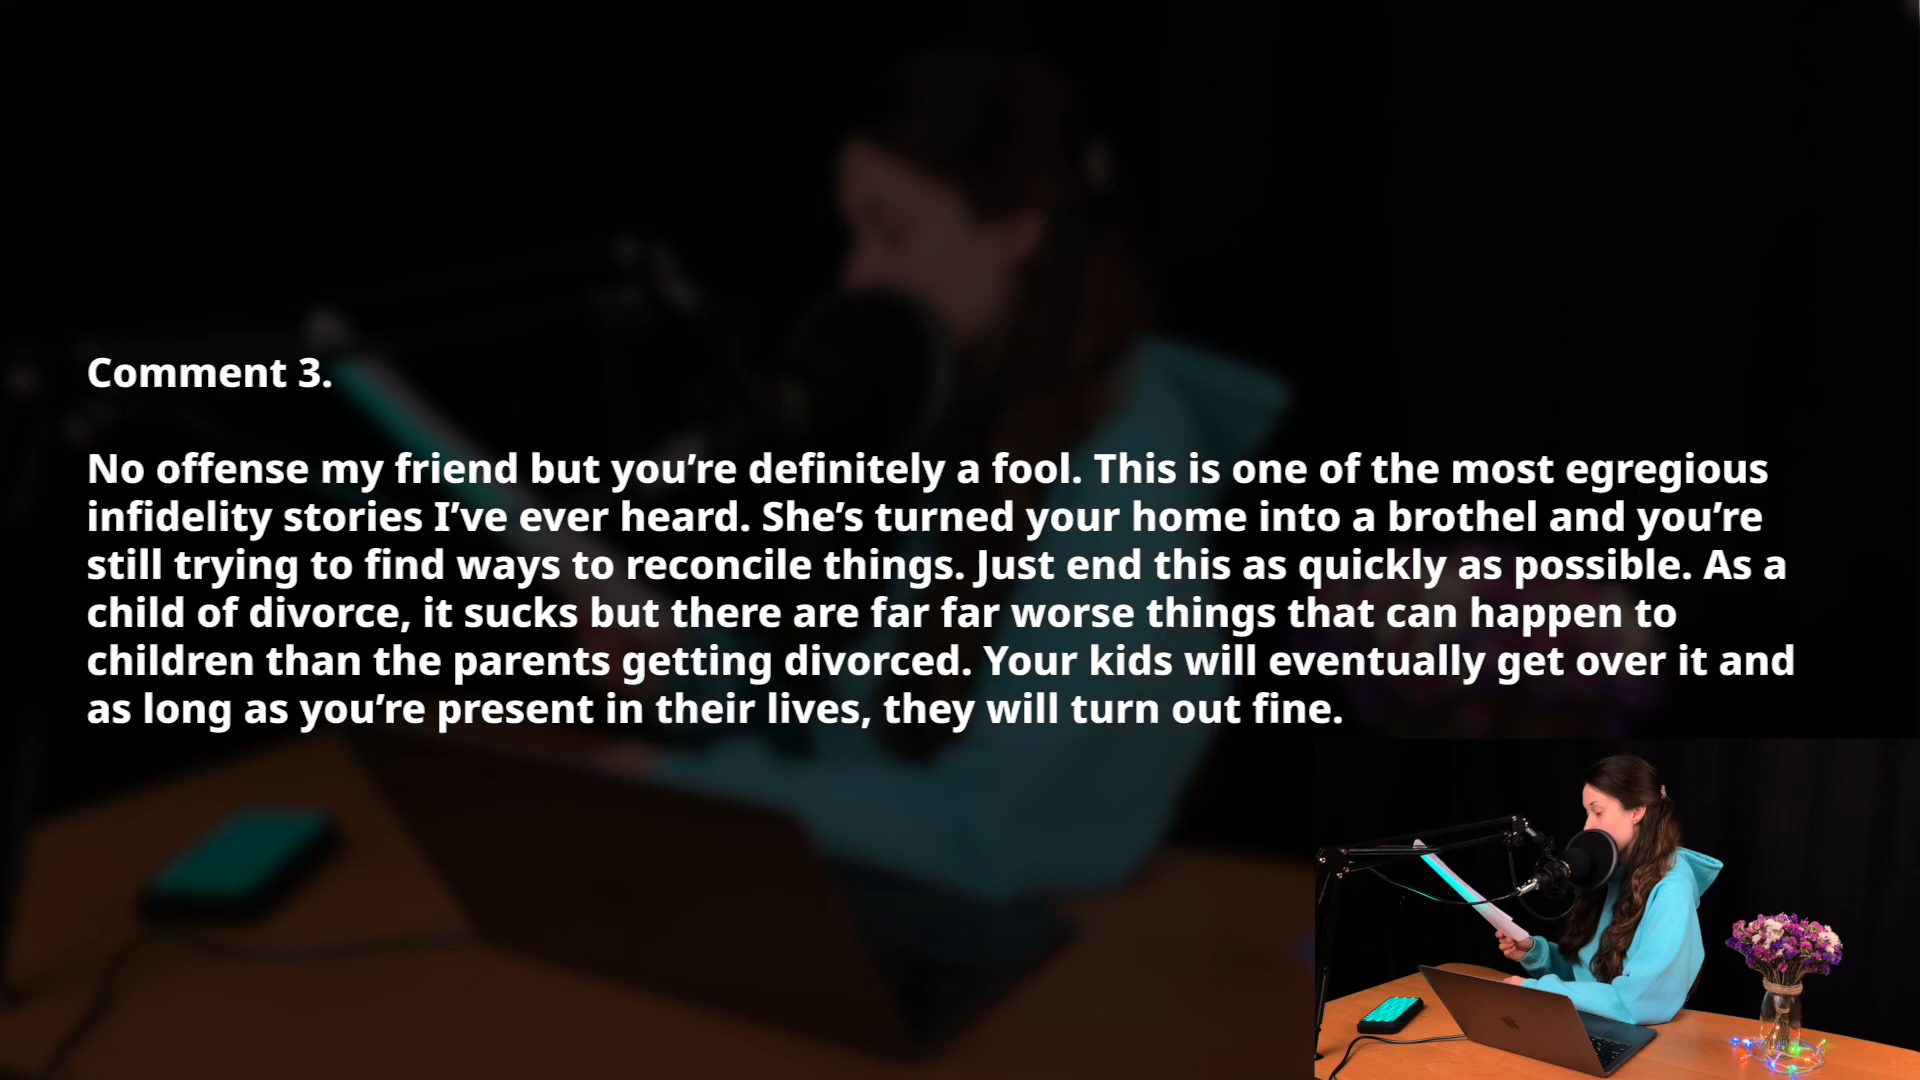 Comment 3.
No offense my friend but you’re definitely a fool. This is one of the most egregious
infidelity stories I’ve ever heard. She’s turned your home into a brothel and you’re
still trying to find ways to reconcile things. Just end this as quickly as possible. As a
child of divorce, it sucks but there are far far worse things that can happen to
children than the parents getting divorced. Your kids will eventually get over it and
as long as you’re present in their lives, they will turn out fine.